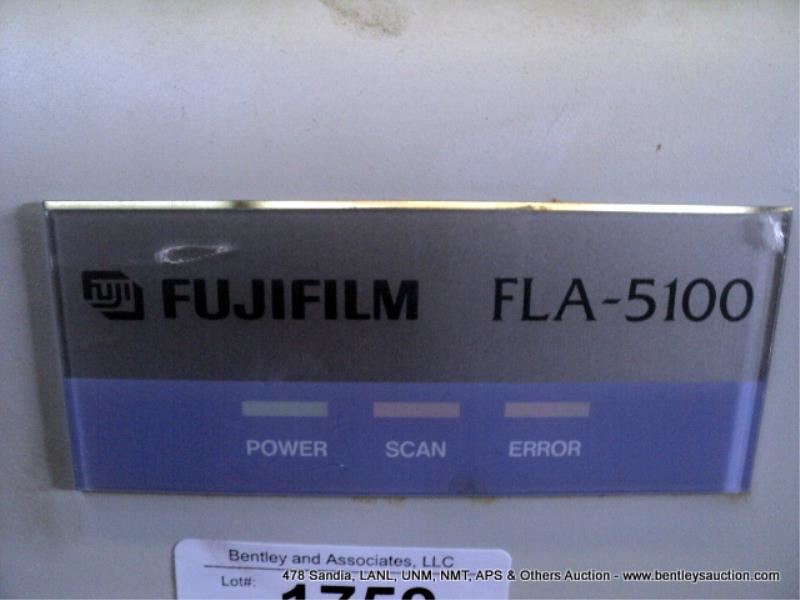 FUJI FUJIFILM FLA-5100
POWER SCAN ERROR
Bentley and Associates, LLC
Lot#:
478 Sandia, LANL, UNM, NMT, APS & Others Auction - www.bentleysauction.com